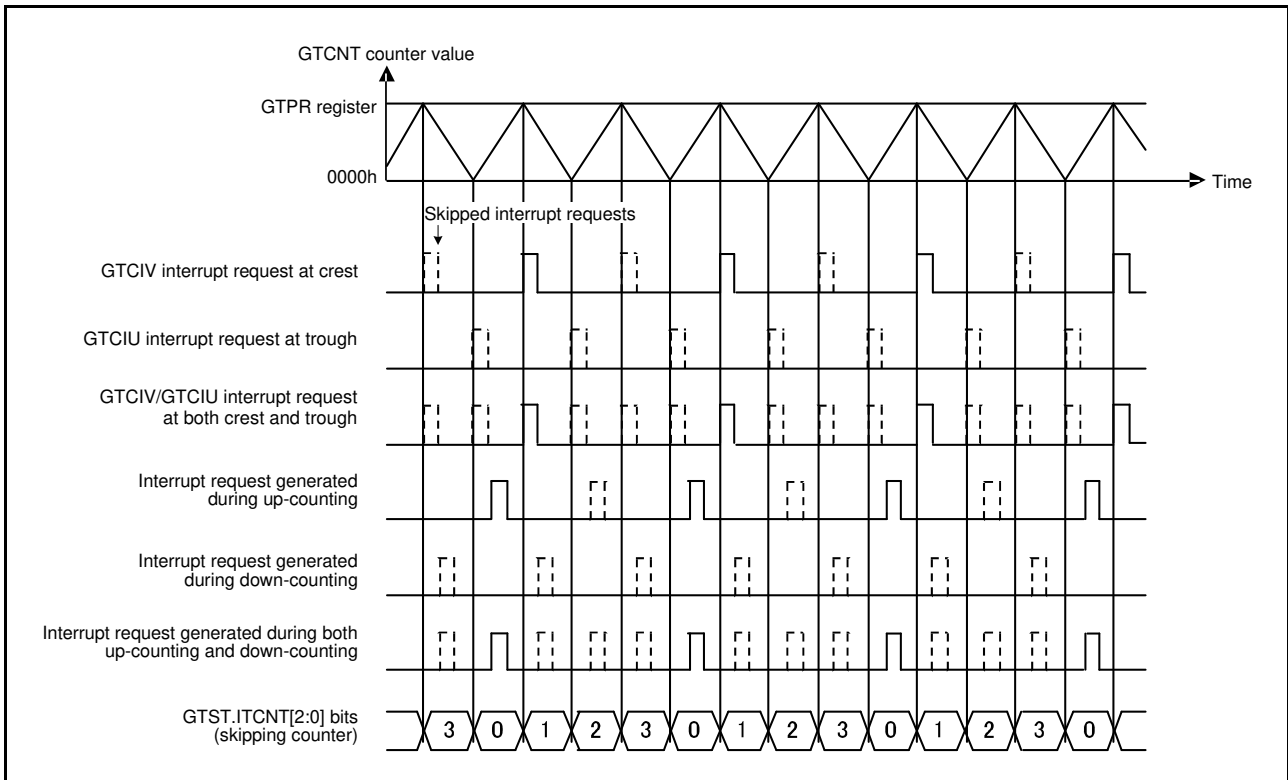 GTCNT counter value
GTPR register
0000h
Time
Skipped interrupt requests
GTCIV interrupt request at crest
GTCIU interrupt request at trough
GTCIV/GTCIU interrupt request
at both crest and trough
Interrupt request generated
during up-counting
Interrupt request generated
during down-counting
Interrupt request generated during both
up-counting and down-counting
GTST.ITCNT[2:0] bits
(skipping counter)
3 0 1 2 3 0 1 2 3 0 1 2 3 0